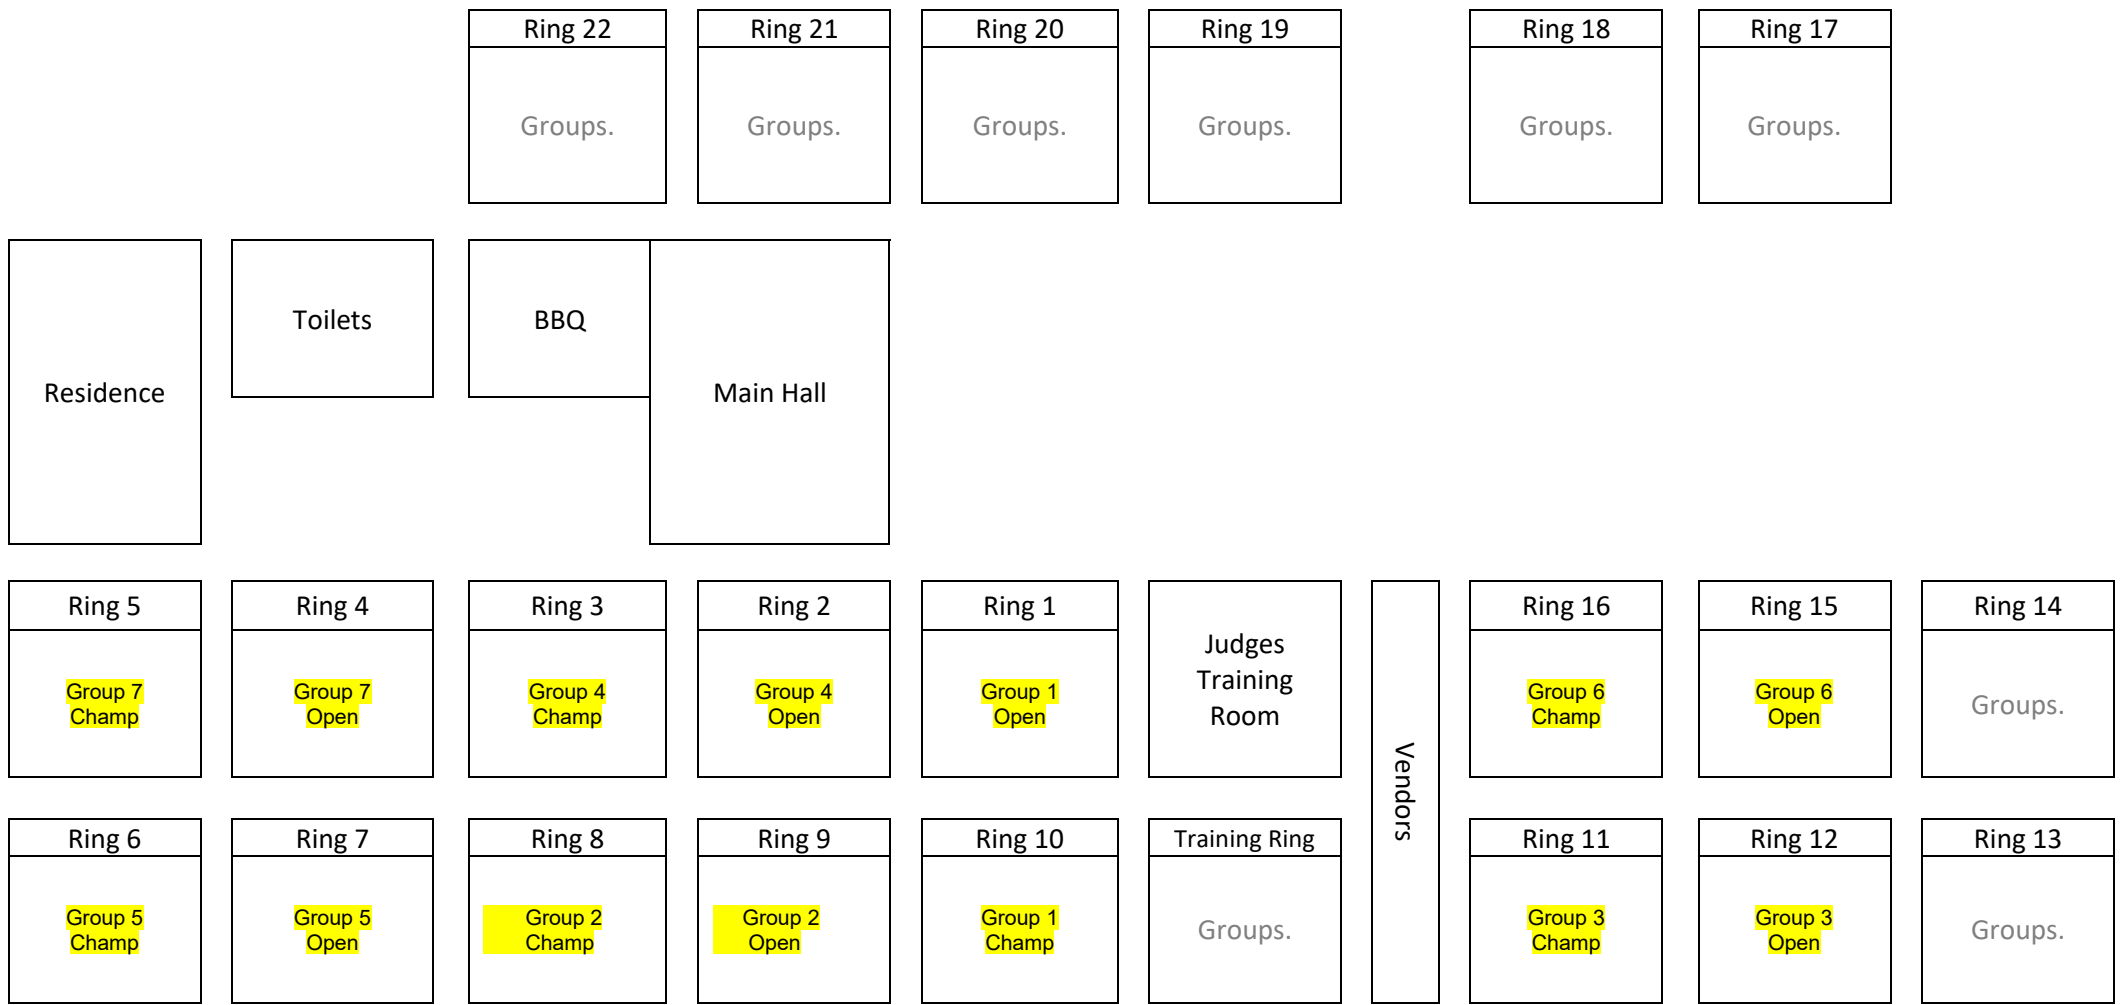 Ring 22
Ring 21
Ring 20
Ring 19
Ring 18
Ring 17
Groups.
Groups.
Groups.
Groups.
Groups.
Groups.
Residence
Toilets
BBQ
Main Hall
Ring 5
Ring 4
Ring 3
Ring 2
Ring 1
Judges
Training
Room
Vendors
Ring 16
Ring 15
Ring 14
Group 7
Champ
Group 7
Open
Group 4
Champ
Group 4
Open
Group 1
Open
Group 6
Champ
Group 6
Open
Groups.
Ring 6
Ring 7
Ring 8
Ring 9
Ring 10
Training Ring
Ring 11
Ring 12
Ring 13
Group 5
Champ
Group 5
Open
Group 2
Champ
Group 2
Open
Group 1
Champ
Groups.
Group 3
Champ
Group 3
Open
Groups.